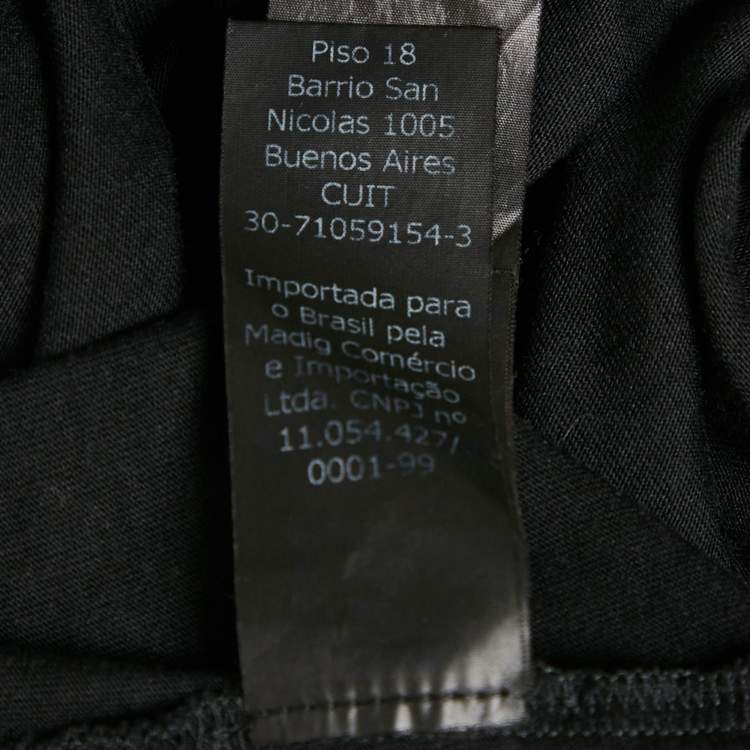 Piso 18
Barrio San
Nicolas 1005
Buenos Aires
CUIT
30-71059154-3
Importada para
o Brasil pela
Madig Comércio
e Importação
Ltda. CNPJ nº
11.054.427/
0001-99